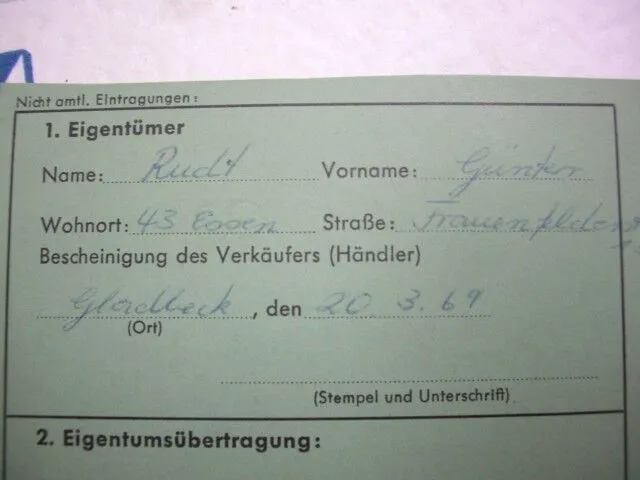 Nicht amtl. Eintragungen:
1. Eigentümer
Name: Rudt Vorname: Günter
Wohnort: 43 Essen Straße:
Bescheinigung des Verkäufers (Händler)
Gladbeck, den 20. 3. 69
(Ort)
(Stempel und Unterschrift)
2. Eigentumsübertragung: